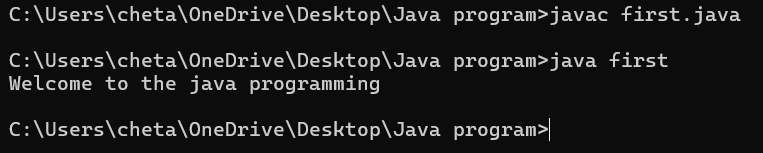 C:\Users\cheta\OneDrive\Desktop\Java program>javac first.java
C:\Users\cheta\OneDrive\Desktop\Java program>java first
Welcome to the java programming
C:\Users\cheta\OneDrive\Desktop\Java program>